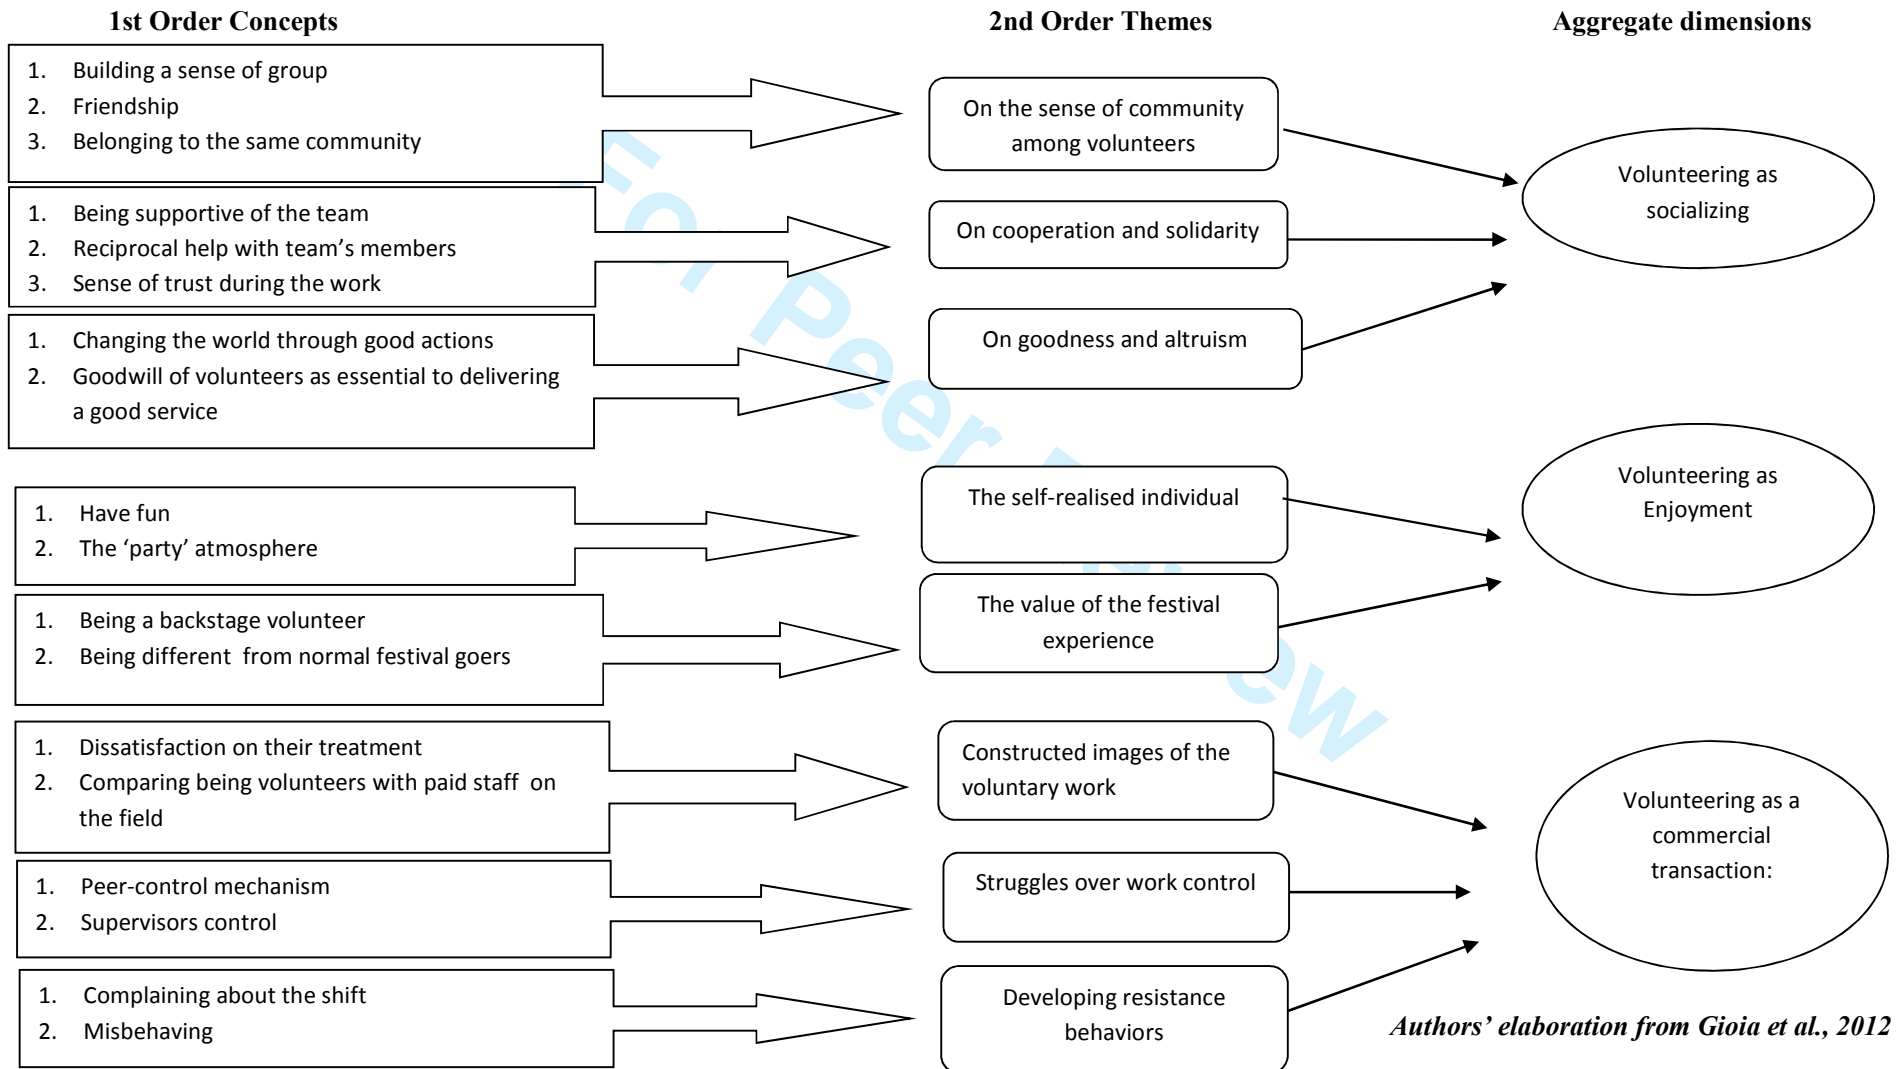 1st Order Concepts
2nd Order Themes
Aggregate dimensions
1. Building a sense of group
2. Friendship
3. Belonging to the same community
On the sense of community
among volunteers
1. Being supportive of the team
2. Reciprocal help with team’s members
3. Sense of trust during the work
On cooperation and solidarity
1. Changing the world through good actions
2. Goodwill of volunteers as essential to delivering
a good service
On goodness and altruism
Volunteering as
socializing
1. Have fun
2. The ‘party’ atmosphere
The self-realised individual
1. Being a backstage volunteer
2. Being different from normal festival goers
The value of the festival
experience
Volunteering as
Enjoyment
1. Dissatisfaction on their treatment
2. Comparing being volunteers with paid staff on
the field
Constructed images of the
voluntary work
1. Peer-control mechanism
2. Supervisors control
Struggles over work control
1. Complaining about the shift
2. Misbehaving
Developing resistance
behaviors
Volunteering as a
commercial
transaction:
Authors’ elaboration from Gioia et al., 2012
For Peer Review